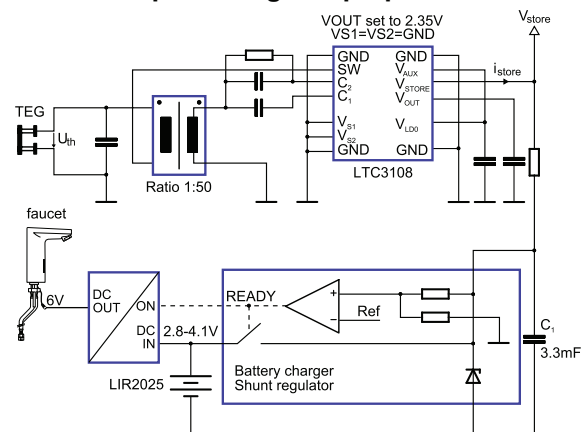 VOUT set to 2.35V
VS1=VS2=GND
Vstore
GND
SW
C2
C1
VS1
VS2
GND
GND
VAUX
VSTORE
VOUT
VLD0
GND
istore
TEG
Uth
Ratio 1:50
LTC3108
faucet
6V
DC
OUT
ON
DC
IN
READY
2.8-4.1V
Ref
LIR2025
Battery charger
Shunt regulator
C1
3.3mF